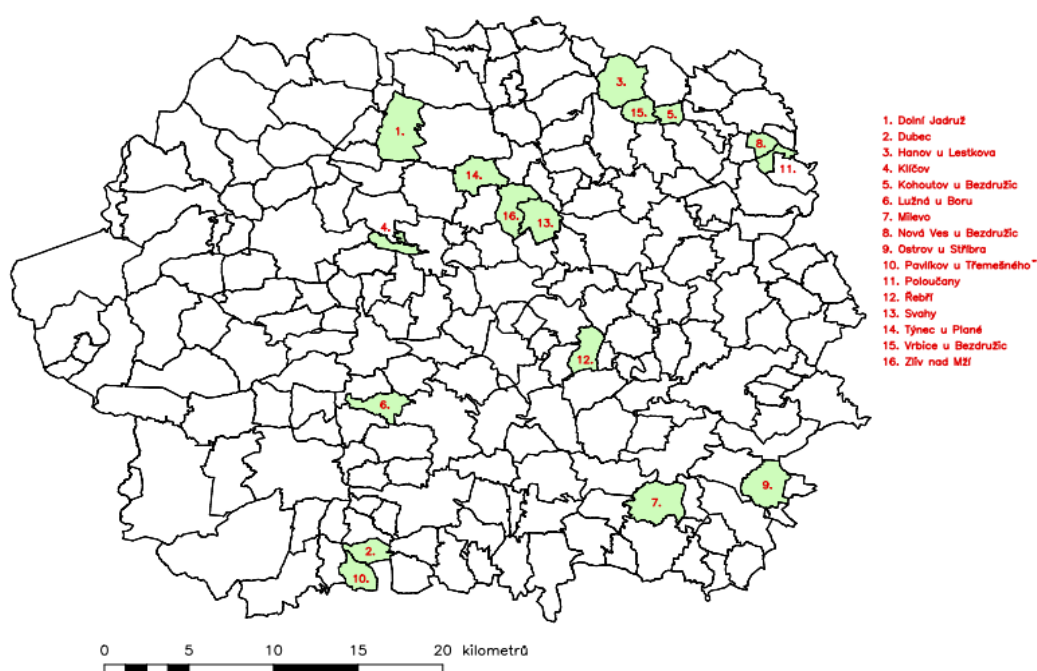 3.
15.
5.
1.
8.
11.
14.
16.
13.
4.
12.
6.
9.
7.
2.
10.
1. Dolní Jadruž
2. Dubec
3. Hanov u Lestkova
4. Klíčov
5. Kohoutov u Bezdružic
6. Lužná u Boru
7. Milevo
8. Nová Ves u Bezdružic
9. Ostrov u Stříbra
10. Pavlíkov u Třemešného
11. Poloučany
12. Řebří
13. Svahy
14. Týnec u Plané
15. Vrbice u Bezdružic
16. Zliv nad Mží
0 5 10 15 20 kilometrů